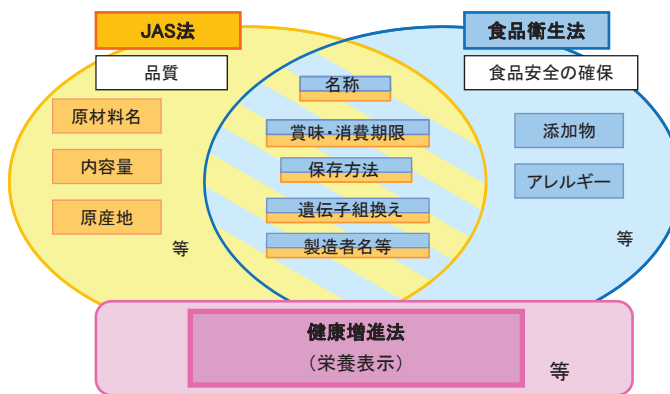 JAS法
食品衛生法
品質
食品安全の確保
名称
原材料名
賞味・消費期限
添加物
内容量
保存方法
アレルギー
原産地
遺伝子組換え
等
製造者名等
等
健康増進法
(栄養表示)
等